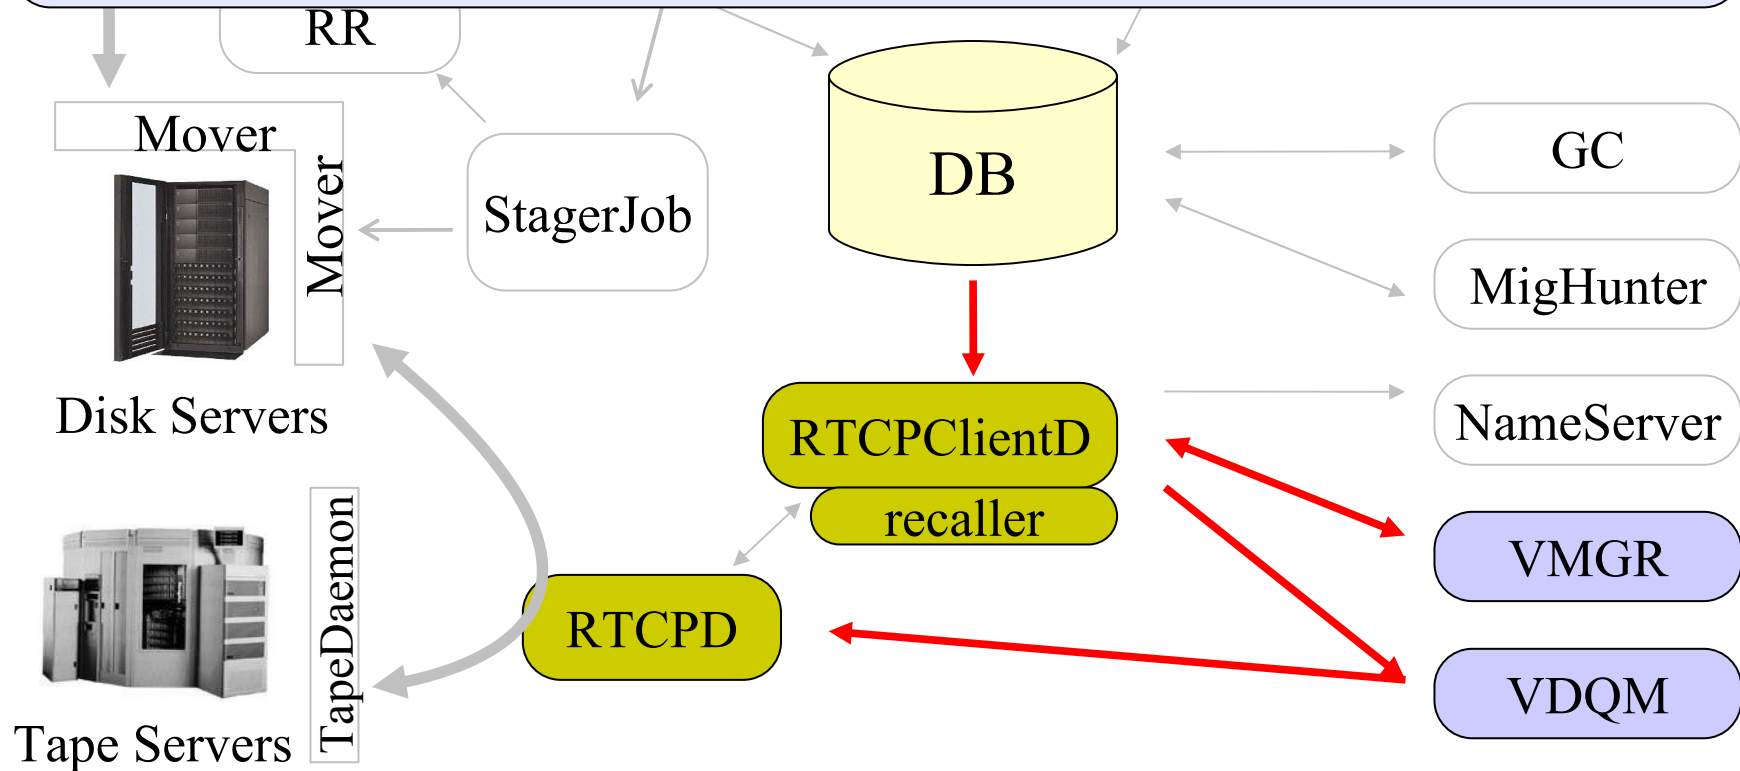 RR
Mover
Mover
StagerJob
DB
GC
MigHunter
Disk Servers
RTCPClientD
NameServer
recaller
TapeDaemon
VMGR
RTCPD
VDQM
Tape Servers